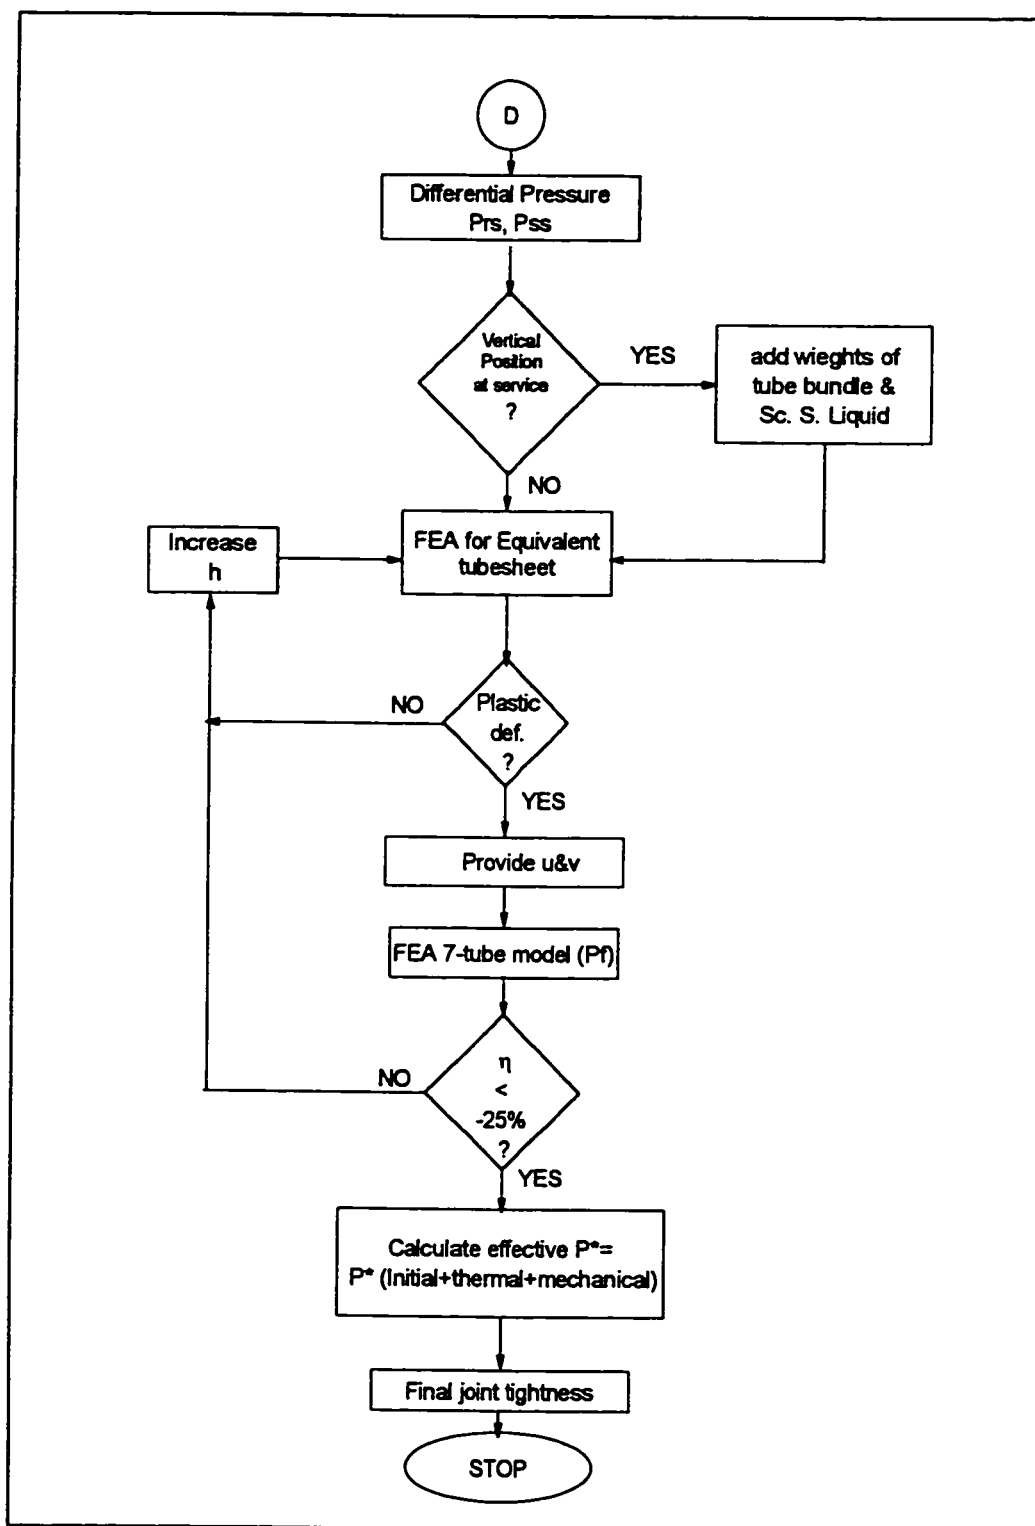 D
Differential Pressure
Prs, Pss
Vertical
Position
at service
?
YES
add wieghts of
tube bundle &
Sc. S. Liquid
NO
Increase
h
FEA for Equivalent
tubesheet
NO
Plastic
def.
?
YES
Provide u&v
FEA 7-tube model (Pf)
NO
η
<
-25%
?
YES
Calculate effective P*=
P* (Initial+thermal+mechanical)
Final joint tightness
STOP